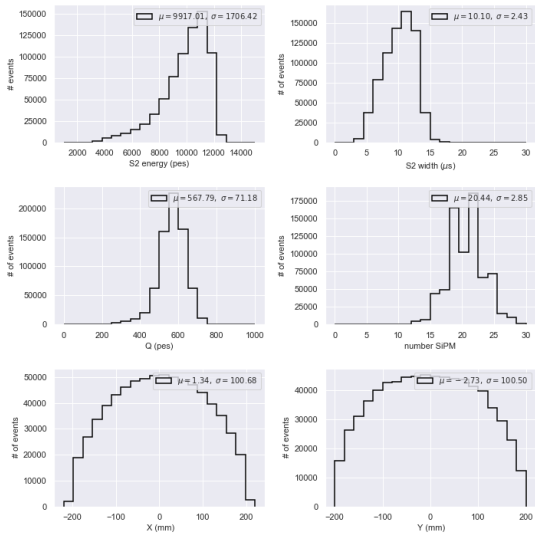 μ = 9917.01, σ = 1706.42
150000
125000
100000
75000
50000
25000
0
# of events
2000 4000 6000 8000 10000 12000 14000
S2 energy (pes)
μ = 10.10, σ = 2.43
150000
125000
100000
75000
50000
25000
0
# of events
0 5 10 15 20 25 30
S2 width (μs)
μ = 567.79, σ = 71.18
200000
150000
100000
50000
0
# of events
0 200 400 600 800 1000
Q (pes)
μ = 20.44, σ = 2.85
175000
150000
125000
100000
75000
50000
25000
0
# of events
0 5 10 15 20 25 30
number SiPM
μ = 1.34, σ = 100.68
50000
40000
30000
20000
10000
0
# of events
−200 −100 0 100 200
X (mm)
μ = −2.73, σ = 100.50
40000
30000
20000
10000
0
# of events
−200 −100 0 100 200
Y (mm)